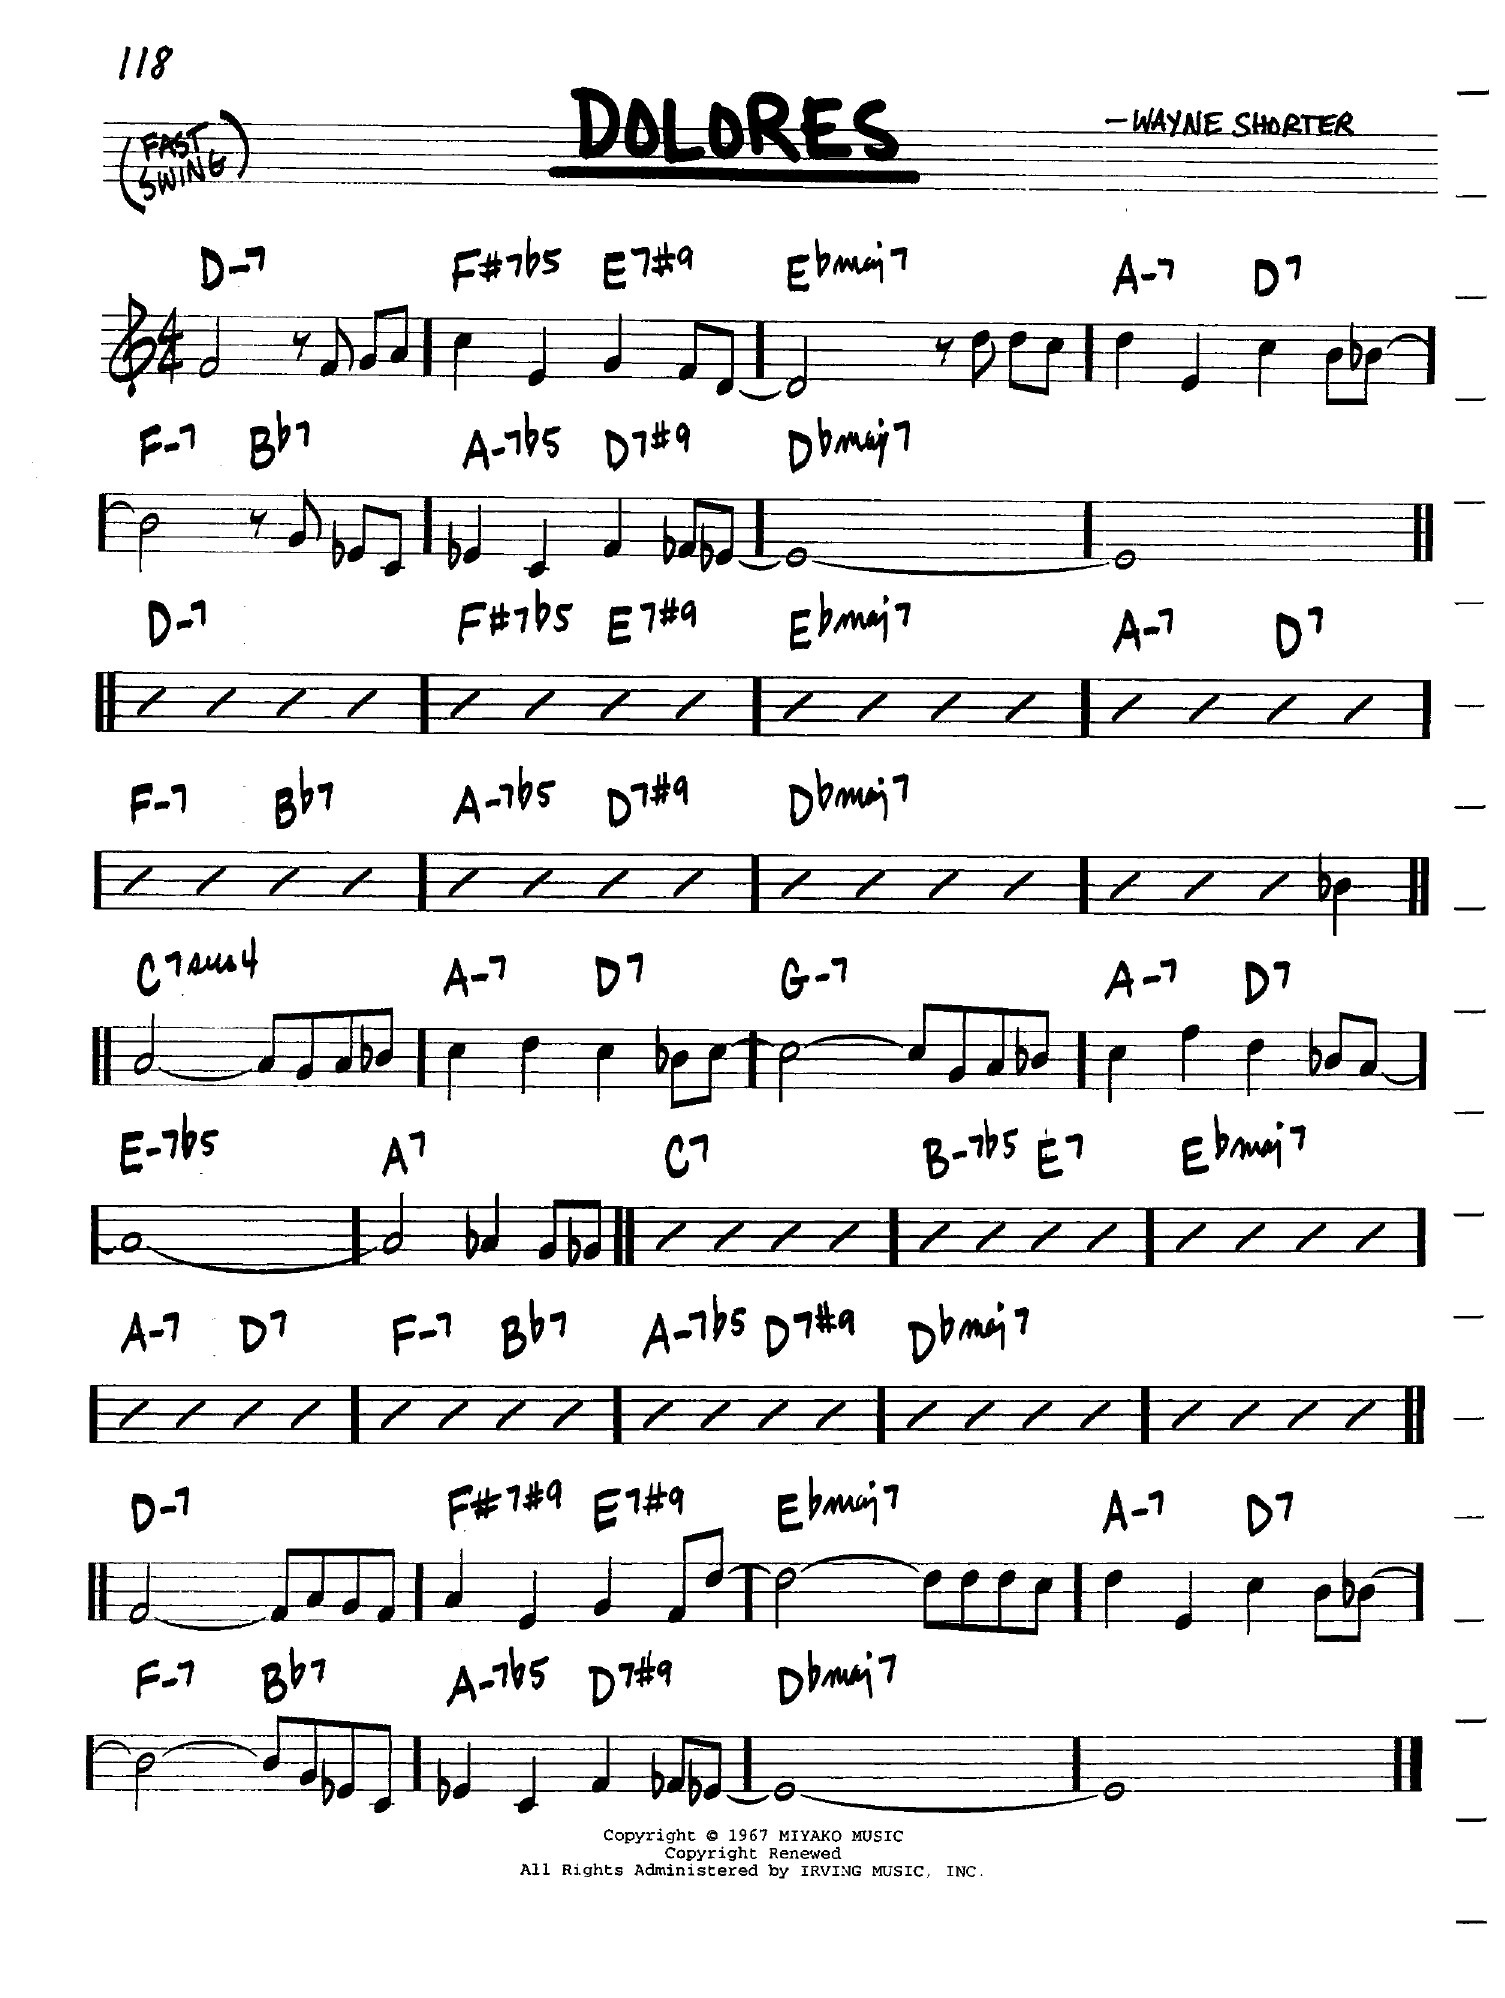 118
DOLORES
–WAYNE SHORTER
(FAST
SWING)
D-7 F#7b5 E7#9 Ebmaj7 A-7 D7
4
4
F-7 Bb7 A-7b5 D7#9 Dbmaj7
D-7 F#7b5 E7#9 Ebmaj7 A-7 D7
F-7 Bb7 A-7b5 D7#9 Dbmaj7
C7sus4 A-7 D7 G-7 A-7 D7
E-7b5 A7 C7 B-7b5 E7 Ebmaj7
A-7 D7 F-7 Bb7 A-7b5 D7#9 Dbmaj7
D-7 F#7#9 E7#9 Ebmaj7 A-7 D7
F-7 Bb7 A-7b5 D7#9 Dbmaj7
Copyright © 1967 MIYAKO MUSIC
Copyright Renewed
All Rights Administered by IRVING MUSIC, INC.